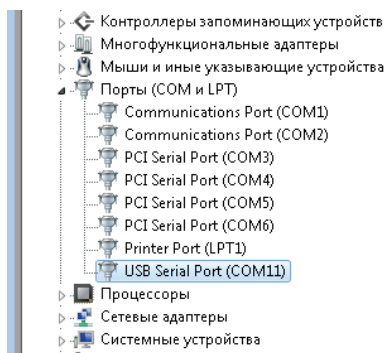 Контроллеры запоминающих устройств
Многофункциональные адаптеры
Мыши и иные указывающие устройства
Порты (COM и LPT)
Communications Port (COM1)
Communications Port (COM2)
PCI Serial Port (COM3)
PCI Serial Port (COM4)
PCI Serial Port (COM5)
PCI Serial Port (COM6)
Printer Port (LPT1)
USB Serial Port (COM11)
Процессоры
Сетевые адаптеры
Системные устройства